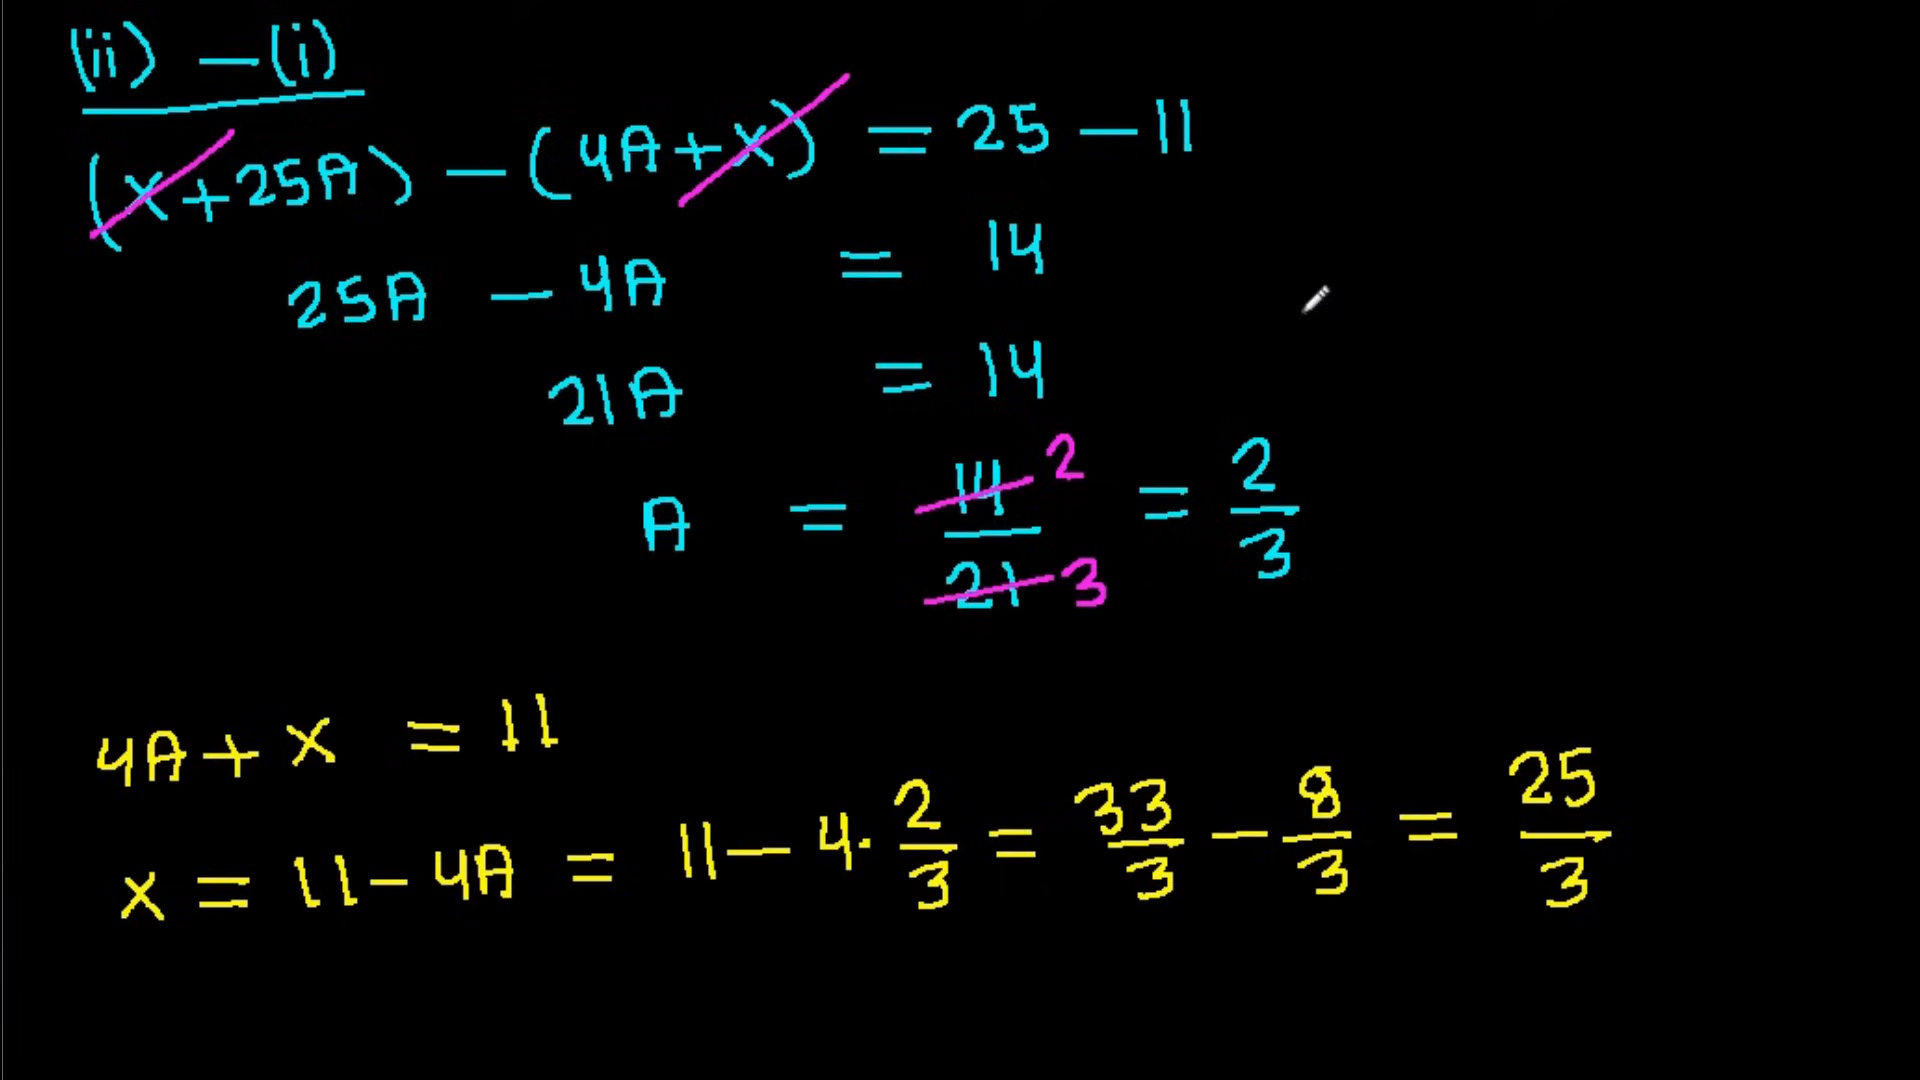 (ii) - (i)
(x + 25A) - (4A + x) = 25 - 11
25A - 4A = 14
21A = 14
A = 14/21 2/3 = 2/3
4A + x = 11
x = 11 - 4A = 11 - 4 · 2/3 = 33/3 - 8/3 = 25/3